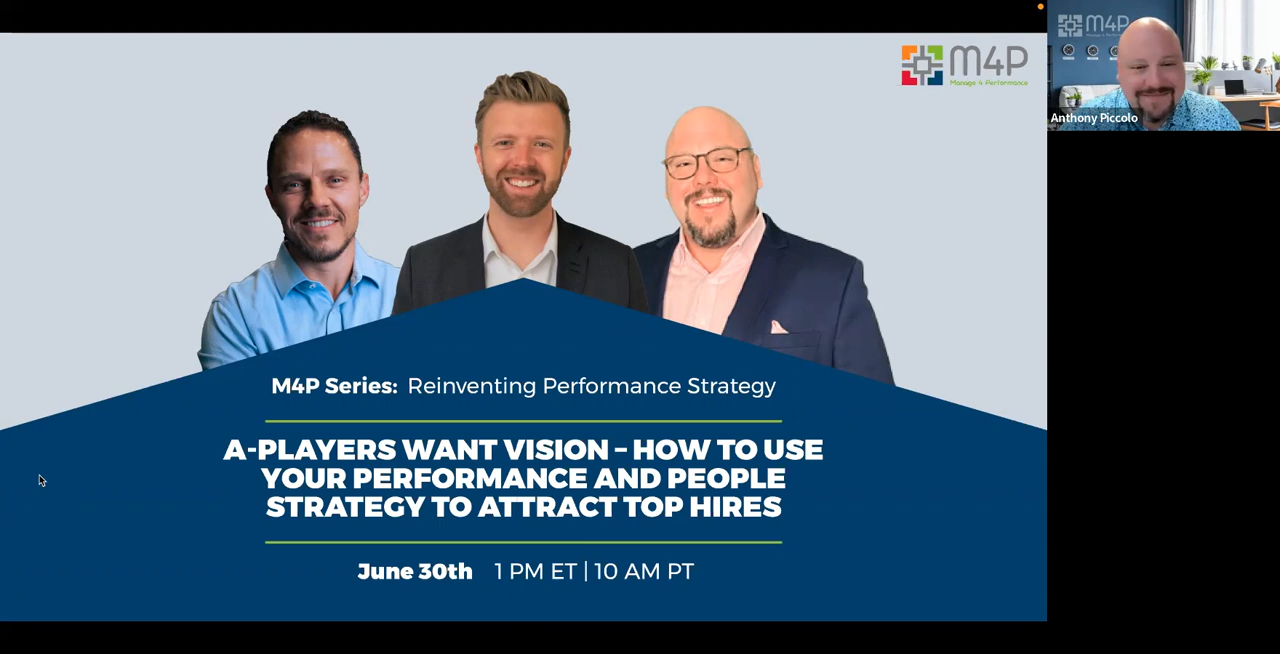 M4P
Manage 4 Performance
M4P
Anthony Piccolo
M4P Series: Reinventing Performance Strategy
A-PLAYERS WANT VISION – HOW TO USE
YOUR PERFORMANCE AND PEOPLE
STRATEGY TO ATTRACT TOP HIRES
June 30th 1 PM ET | 10 AM PT